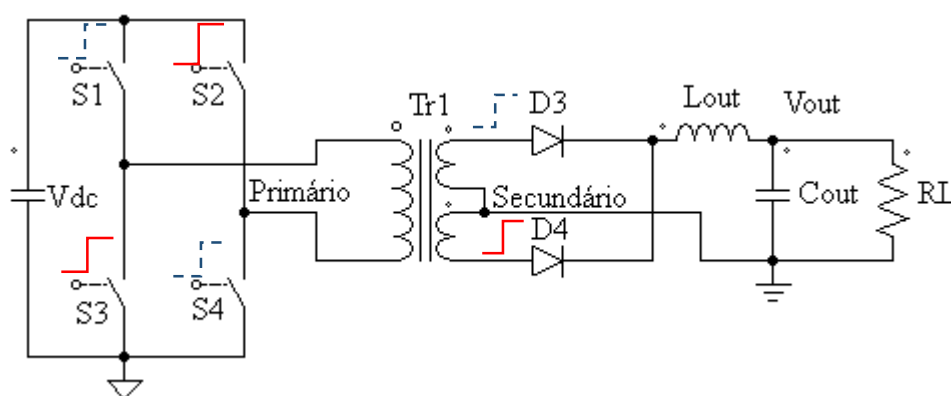 S1
S2
Tr1
D3
Lout
Vout
Vdc
Primário
Secundário
Cout
RL
D4
S3
S4